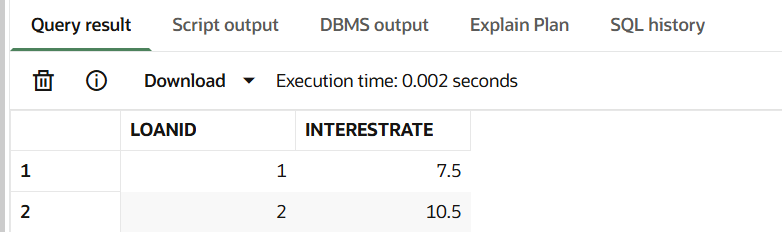 Query result Script output DBMS output Explain Plan SQL history
Download Execution time: 0.002 seconds
LOANID INTERESTRATE
1 1 7.5
2 2 10.5